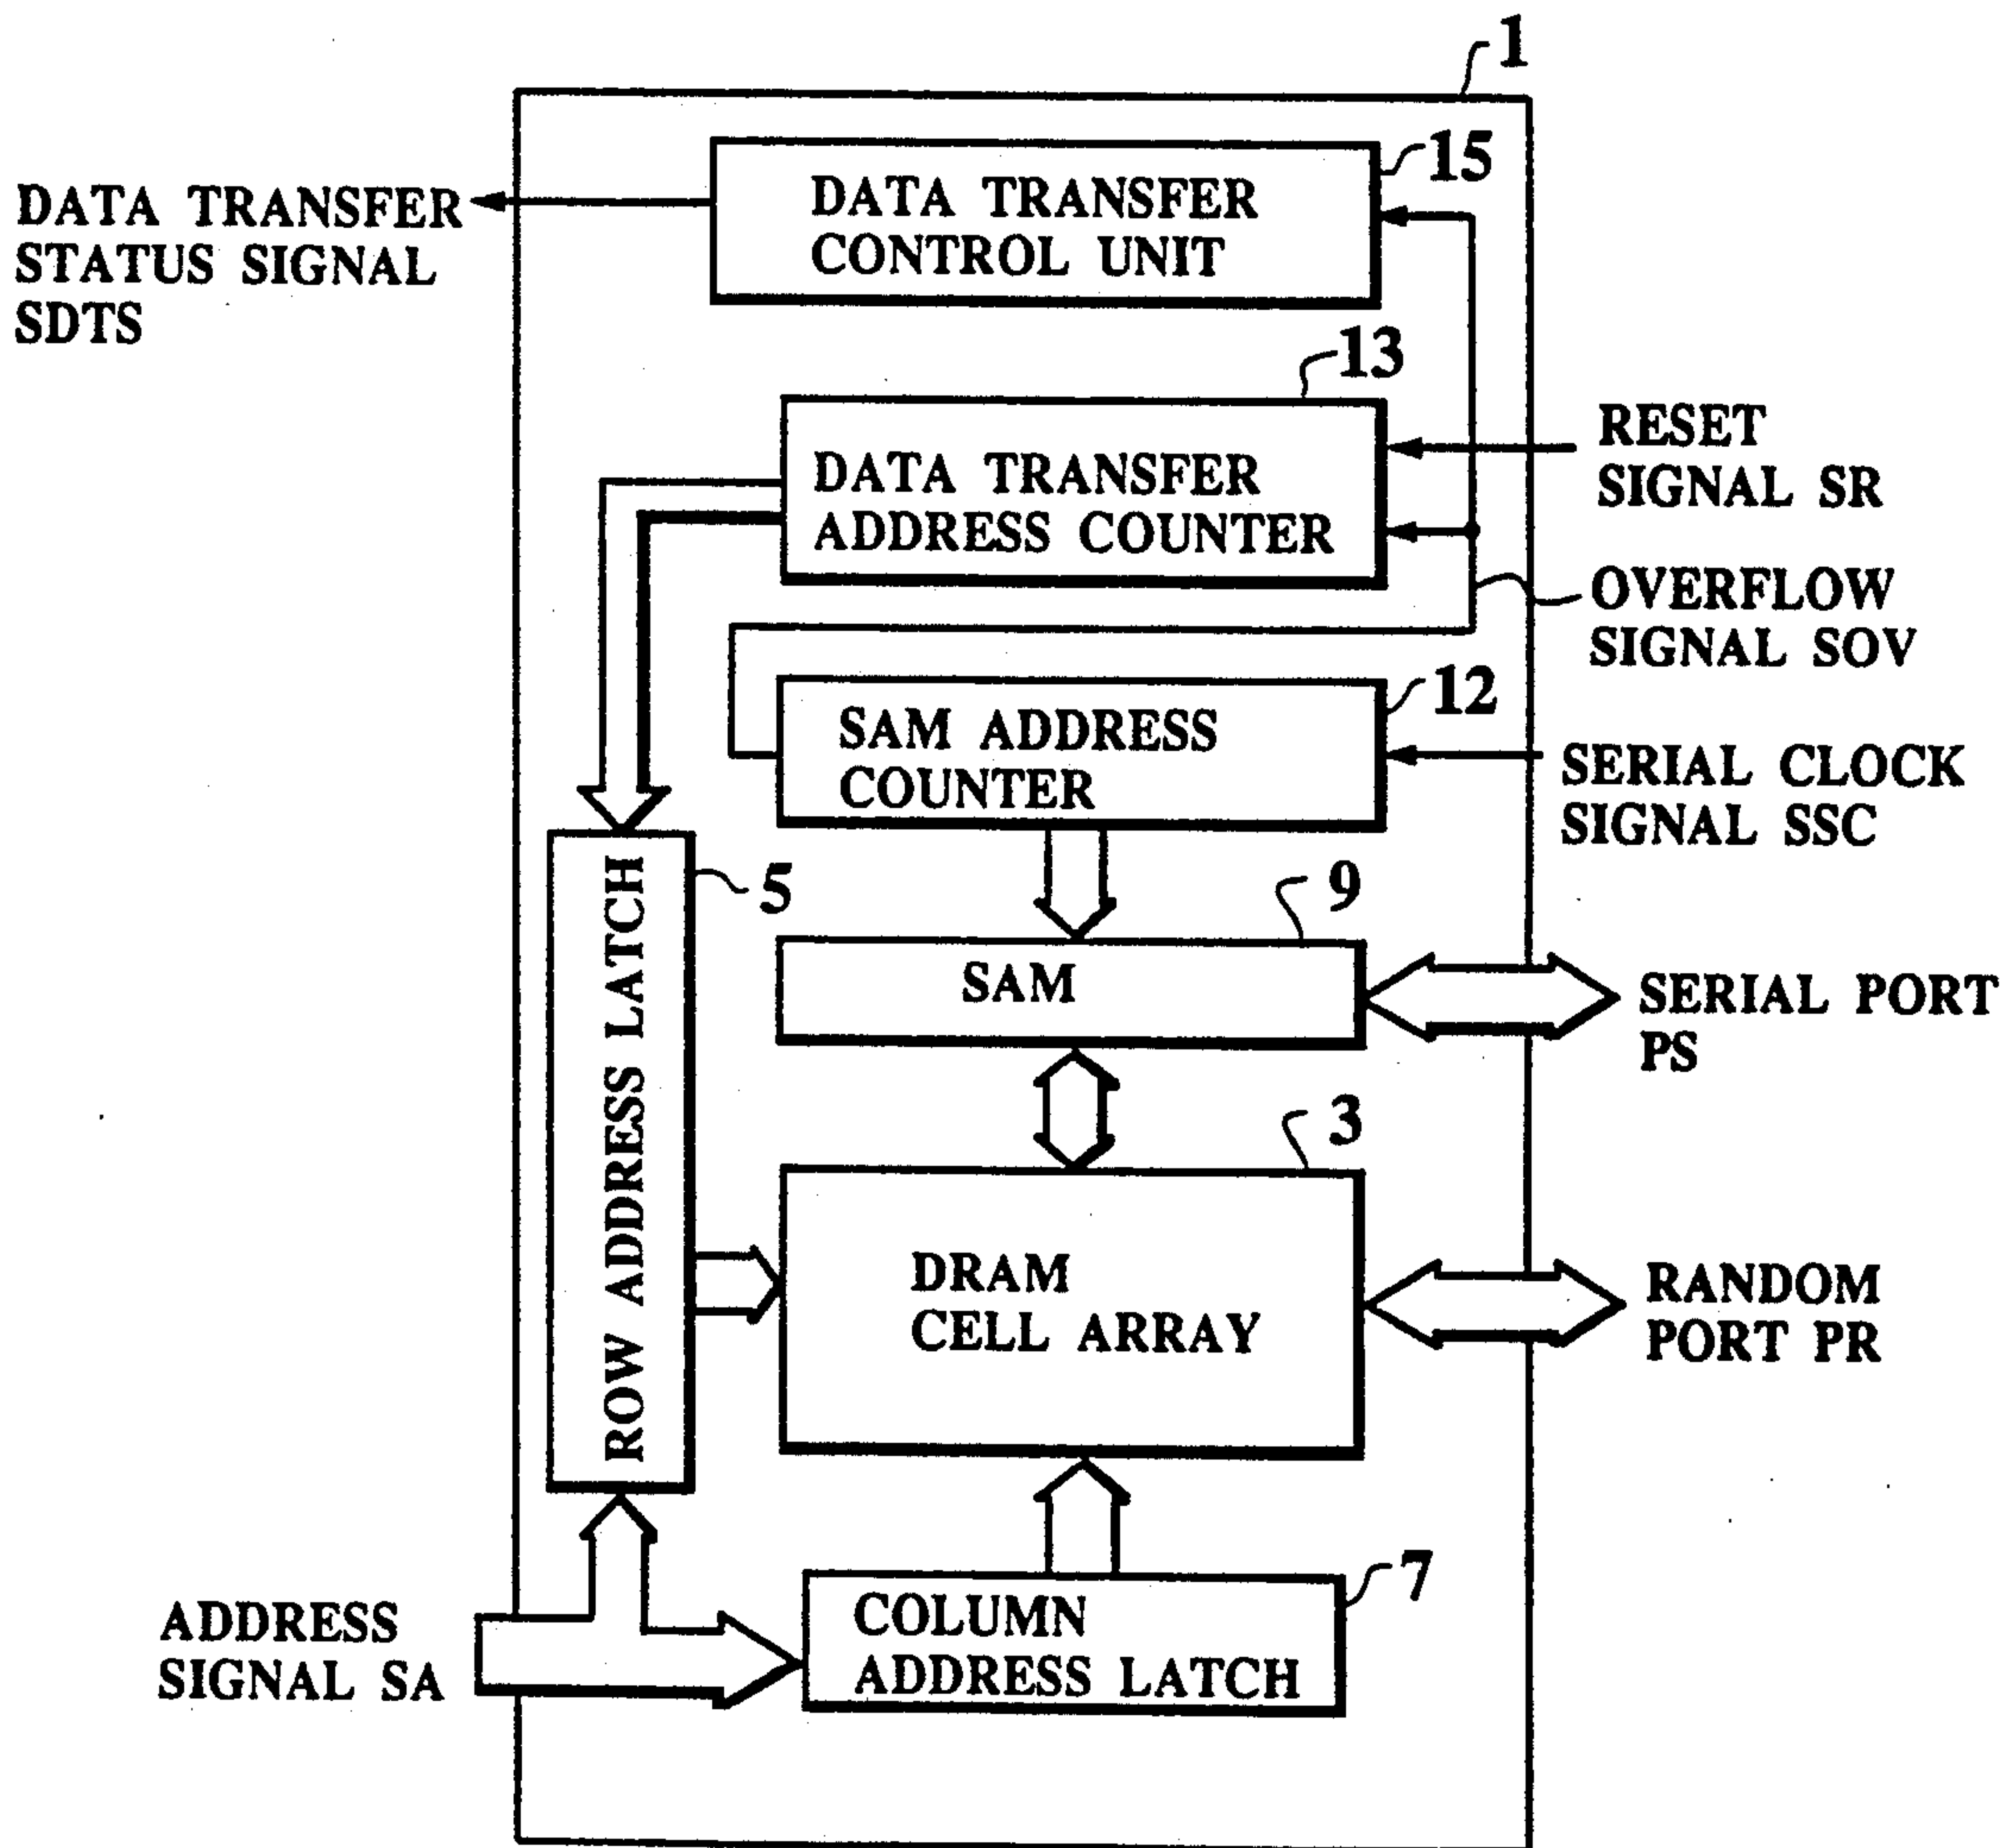 1
15
DATA TRANSFER
CONTROL UNIT
DATA TRANSFER
STATUS SIGNAL
SDTS
13
DATA TRANSFER
ADDRESS COUNTER
RESET
SIGNAL SR
OVERFLOW
SIGNAL SOV
12
SAM ADDRESS
COUNTER
SERIAL CLOCK
SIGNAL SSC
ROW ADDRESS LATCH
5
9
SAM
SERIAL PORT
PS
3
DRAM
CELL ARRAY
RANDOM
PORT PR
7
COLUMN
ADDRESS LATCH
ADDRESS
SIGNAL SA